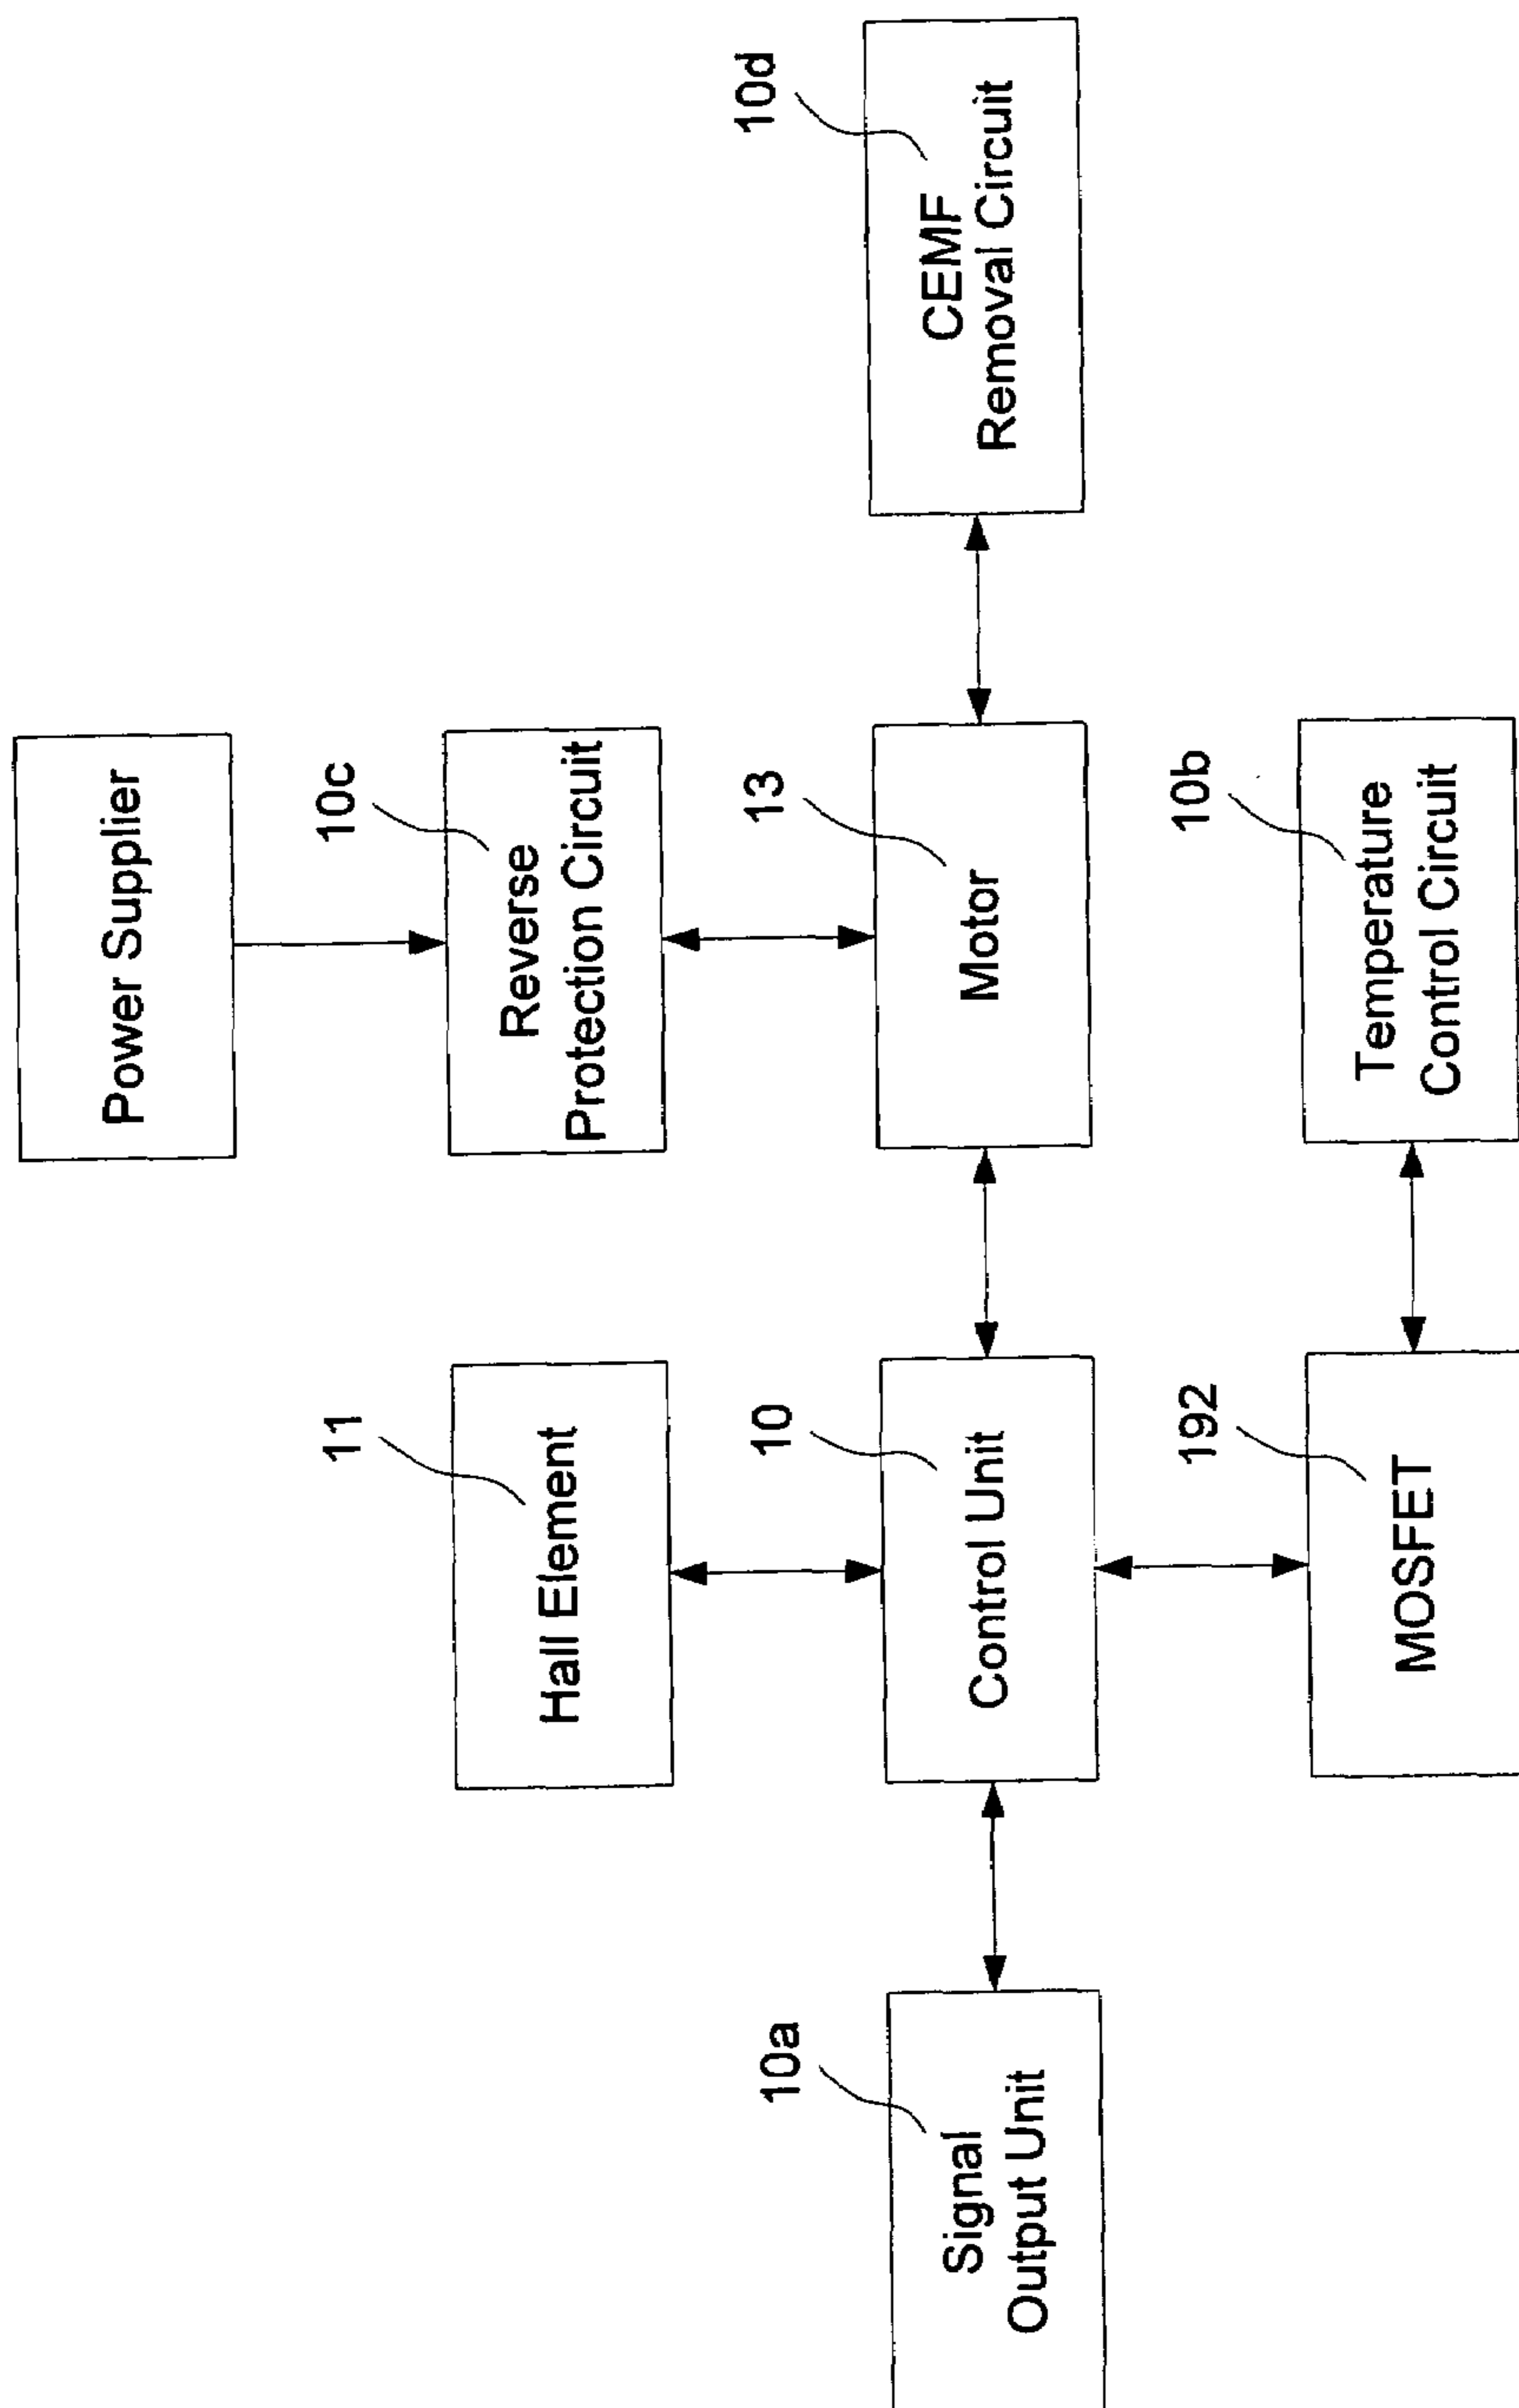 Power Supplier
11
Hall Element
10c
Reverse
Protection Circuit
10a
Signal
Output Unit
10
Control Unit
13
Motor
10d
CEMF
Removal Circuit
192
MOSFET
10b
Temperature
Control Circuit